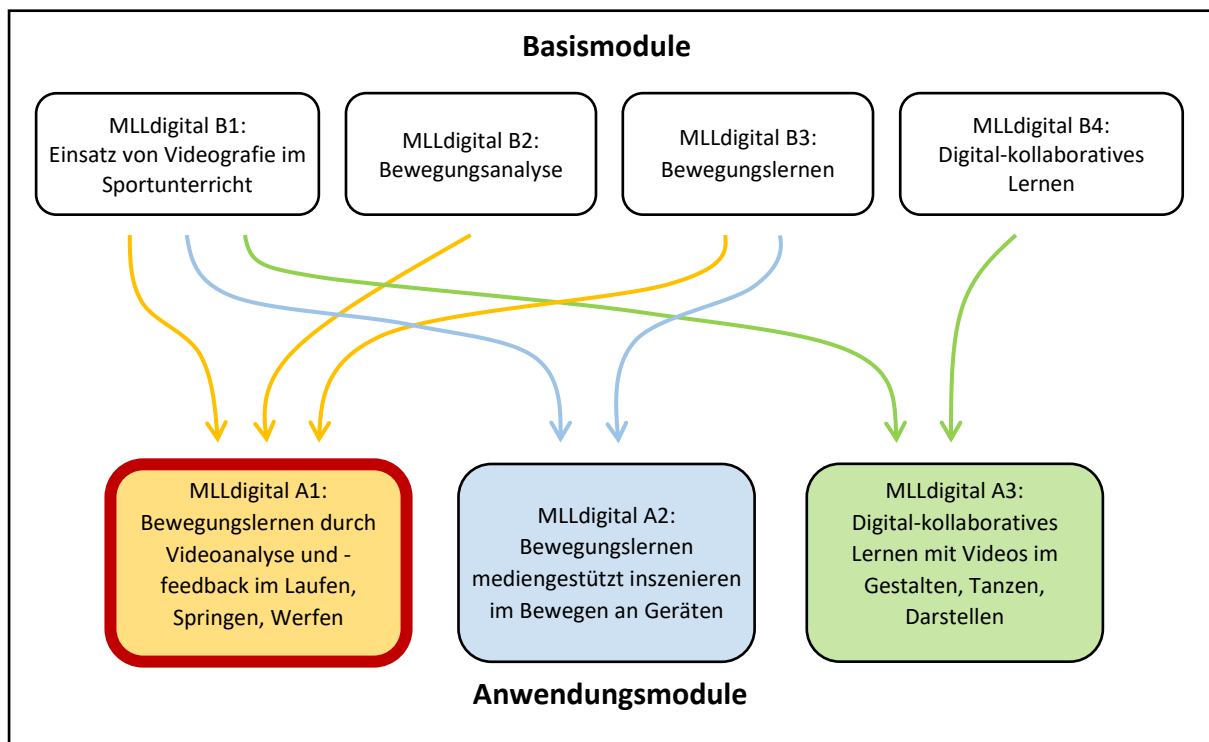 Basismodule
MLLdigital B1:
Einsatz von Videografie im
Sportunterricht
MLLdigital B2:
Bewegungsanalyse
MLLdigital B3:
Bewegungslernen
MLLdigital B4:
Digital-kollaboratives
Lernen
MLLdigital A1:
Bewegungslernen durch
Videoanalyse und -
feedback im Laufen,
Springen, Werfen
MLLdigital A2:
Bewegungslernen
mediengestützt inszenieren
im Bewegen an Geräten
MLLdigital A3:
Digital-kollaboratives
Lernen mit Videos im
Gestalten, Tanzen,
Darstellen
Anwendungsmodule